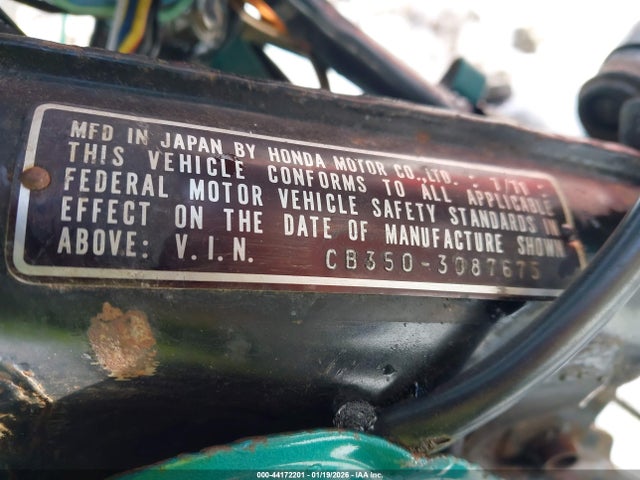 MFD IN JAPAN BY HONDA MOTOR CO., LTD. -
THIS VEHICLE CONFORMS TO ALL APPLICABLE
FEDERAL MOTOR VEHICLE SAFETY STANDARDS IN
EFFECT ON THE DATE OF MANUFACTURE SHOWN
ABOVE: V.I.N. CB350-3087675
000-44172201 - 01/19/2026 - IAA Inc.